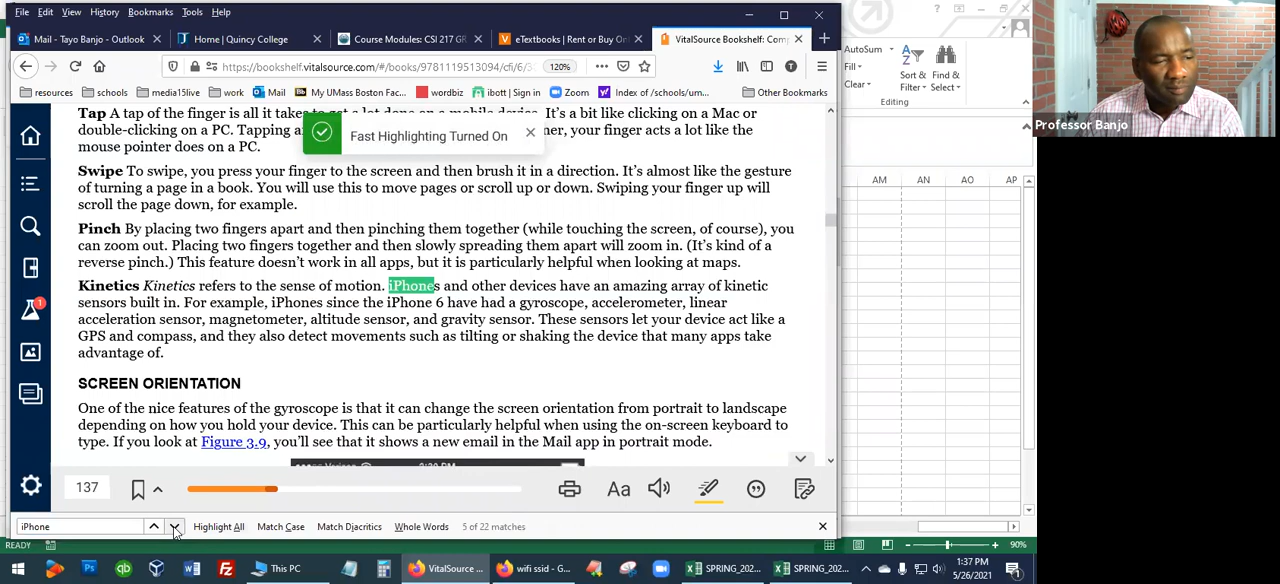 File Edit View History Bookmarks Tools Help
Mail - Tayo Banjo - Outlook
Home | Quincy College
Course Modules: CSI 217 GR
eTextbooks | Rent or Buy On
VitalSource Bookshelf: Com
https://bookshelf.vitalsource.com/#/books/9781119513094/cfi/6/3
120%
resources
schools
media15live
work
Mail
My UMass Boston Fac...
wordbiz
ibott | Sign in
Zoom
Index of /schools/um...
Other Bookmarks
Tap A tap of the finger is all it takes to get a lot done on a mobile device. It's a bit like clicking on a Mac or
double-clicking on a PC. Tapping an
ner, your finger acts a lot like the
mouse pointer does on a PC.
Fast Highlighting Turned On
Swipe To swipe, you press your finger to the screen and then brush it in a direction. It's almost like the gesture
of turning a page in a book. You will use this to move pages or scroll up or down. Swiping your finger up will
scroll the page down, for example.
Pinch By placing two fingers apart and then pinching them together (while touching the screen, of course), you
can zoom out. Placing two fingers together and then slowly spreading them apart will zoom in. (It's kind of a
reverse pinch.) This feature doesn't work in all apps, but it is particularly helpful when looking at maps.
Kinetics Kinetics refers to the sense of motion. iPhones and other devices have an amazing array of kinetic
sensors built in. For example, iPhones since the iPhone 6 have had a gyroscope, accelerometer, linear
acceleration sensor, magnetometer, altitude sensor, and gravity sensor. These sensors let your device act like a
GPS and compass, and they also detect movements such as tilting or shaking the device that many apps take
advantage of.
SCREEN ORIENTATION
One of the nice features of the gyroscope is that it can change the screen orientation from portrait to landscape
depending on how you hold your device. This can be particularly helpful when using the on-screen keyboard to
type. If you look at Figure 3.9, you'll see that it shows a new email in the Mail app in portrait mode.
Verizon 2:20 PM
1
137
Aa
iPhone
Highlight All
Match Case
Match Diacritics
Whole Words
5 of 22 matches
AutoSum
Fill
Clear
Sort &
Filter
Find &
Select
Editing
AM AN AO AP
Professor Banjo
READY
90%
This PC
VitalSource ...
wifi ssid - G...
SPRING_202...
SPRING_202...
1:37 PM
5/26/2021
1